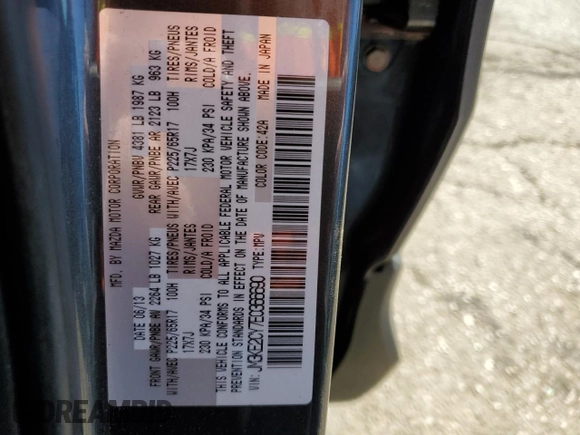 MFD. BY MAZDA MOTOR CORPORATION
DATE 06/13 GVWR/PNBV 4381 LB 1987 KG
FRONT GAWR/PNBE AV 2264 LB 1027 KG REAR GAWR/PNBE AR 2123 LB 963 KG
WITH/AVEC P225/65R17 100H TIRES/PNEUS WITH/AVEC P225/65R17 100H TIRES/PNEUS
17X7J RIMS/JANTES 17X7J RIMS/JANTES
230 KPA/34 PSI COLD/A FROID 230 KPA/34 PSI COLD/A FROID
THIS VEHICLE CONFORMS TO ALL APPLICABLE FEDERAL MOTOR VEHICLE SAFETY AND THEFT
PREVENTION STANDARDS IN EFFECT ON THE DATE OF MANUFACTURE SHOWN ABOVE.
VIN: JM3KE2CY7E0366690 TYPE: MPV COLOR CODE: 42A MADE IN JAPAN